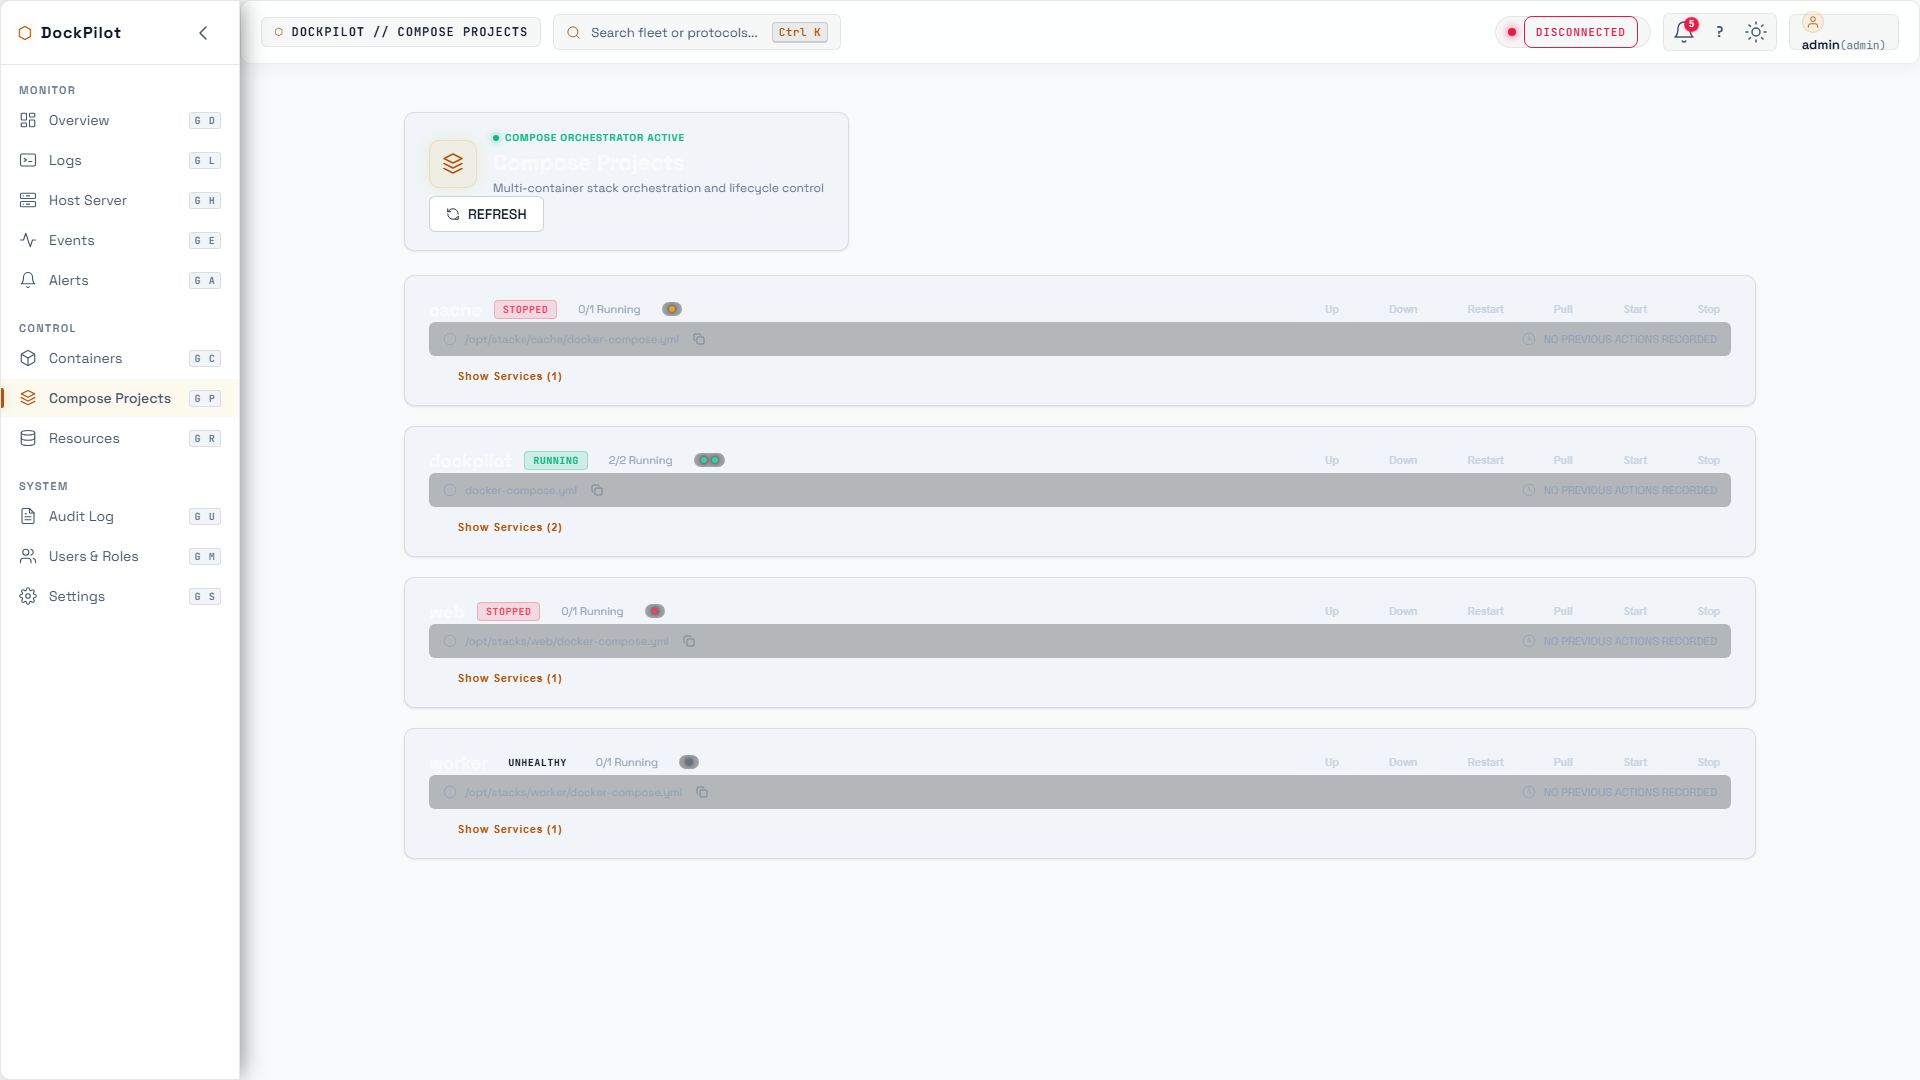 DockPilot
DOCKPILOT // COMPOSE PROJECTS
Search fleet or protocols... Ctrl K
DISCONNECTED
5
?
admin(admin)
MONITOR
Overview G D
Logs G L
Host Server G H
Events G E
Alerts G A
CONTROL
Containers G C
Compose Projects G P
Resources G R
SYSTEM
Audit Log G U
Users & Roles G M
Settings G S
COMPOSE ORCHESTRATOR ACTIVE
Compose Projects
Multi-container stack orchestration and lifecycle control
REFRESH
cache STOPPED 0/1 Running Up Down Restart Pull Start Stop
/opt/stacks/cache/docker-compose.yml NO PREVIOUS ACTIONS RECORDED
Show Services (1)
dockpilot RUNNING 2/2 Running Up Down Restart Pull Start Stop
docker-compose.yml NO PREVIOUS ACTIONS RECORDED
Show Services (2)
web STOPPED 0/1 Running Up Down Restart Pull Start Stop
/opt/stacks/web/docker-compose.yml NO PREVIOUS ACTIONS RECORDED
Show Services (1)
worker UNHEALTHY 0/1 Running Up Down Restart Pull Start Stop
/opt/stacks/worker/docker-compose.yml NO PREVIOUS ACTIONS RECORDED
Show Services (1)